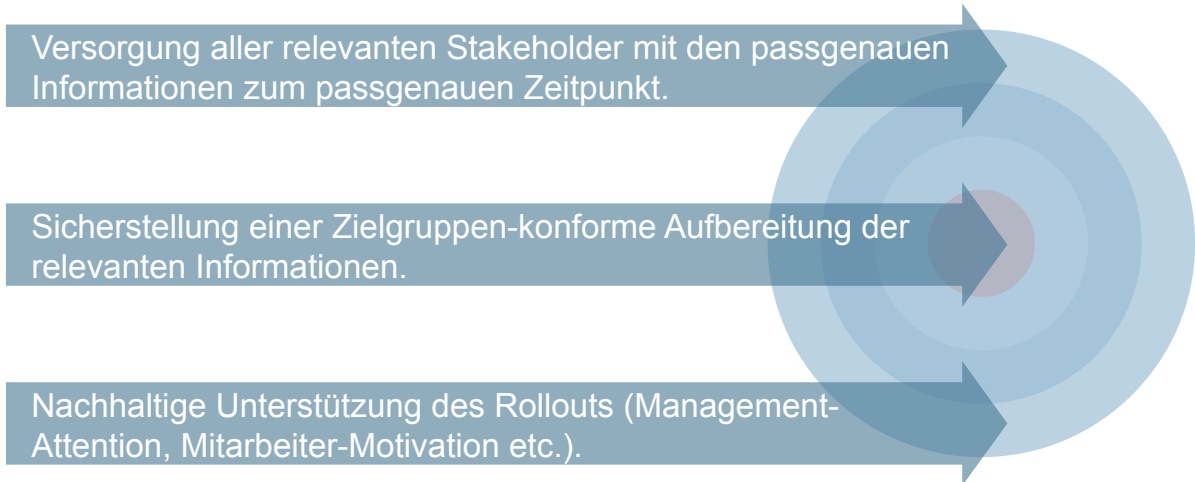 Versorgung aller relevanten Stakeholder mit den passgenauen
Informationen zum passgenauen Zeitpunkt.
Sicherstellung einer Zielgruppen-konforme Aufbereitung der
relevanten Informationen.
Nachhaltige Unterstützung des Rollouts (Management-
Attention, Mitarbeiter-Motivation etc.).